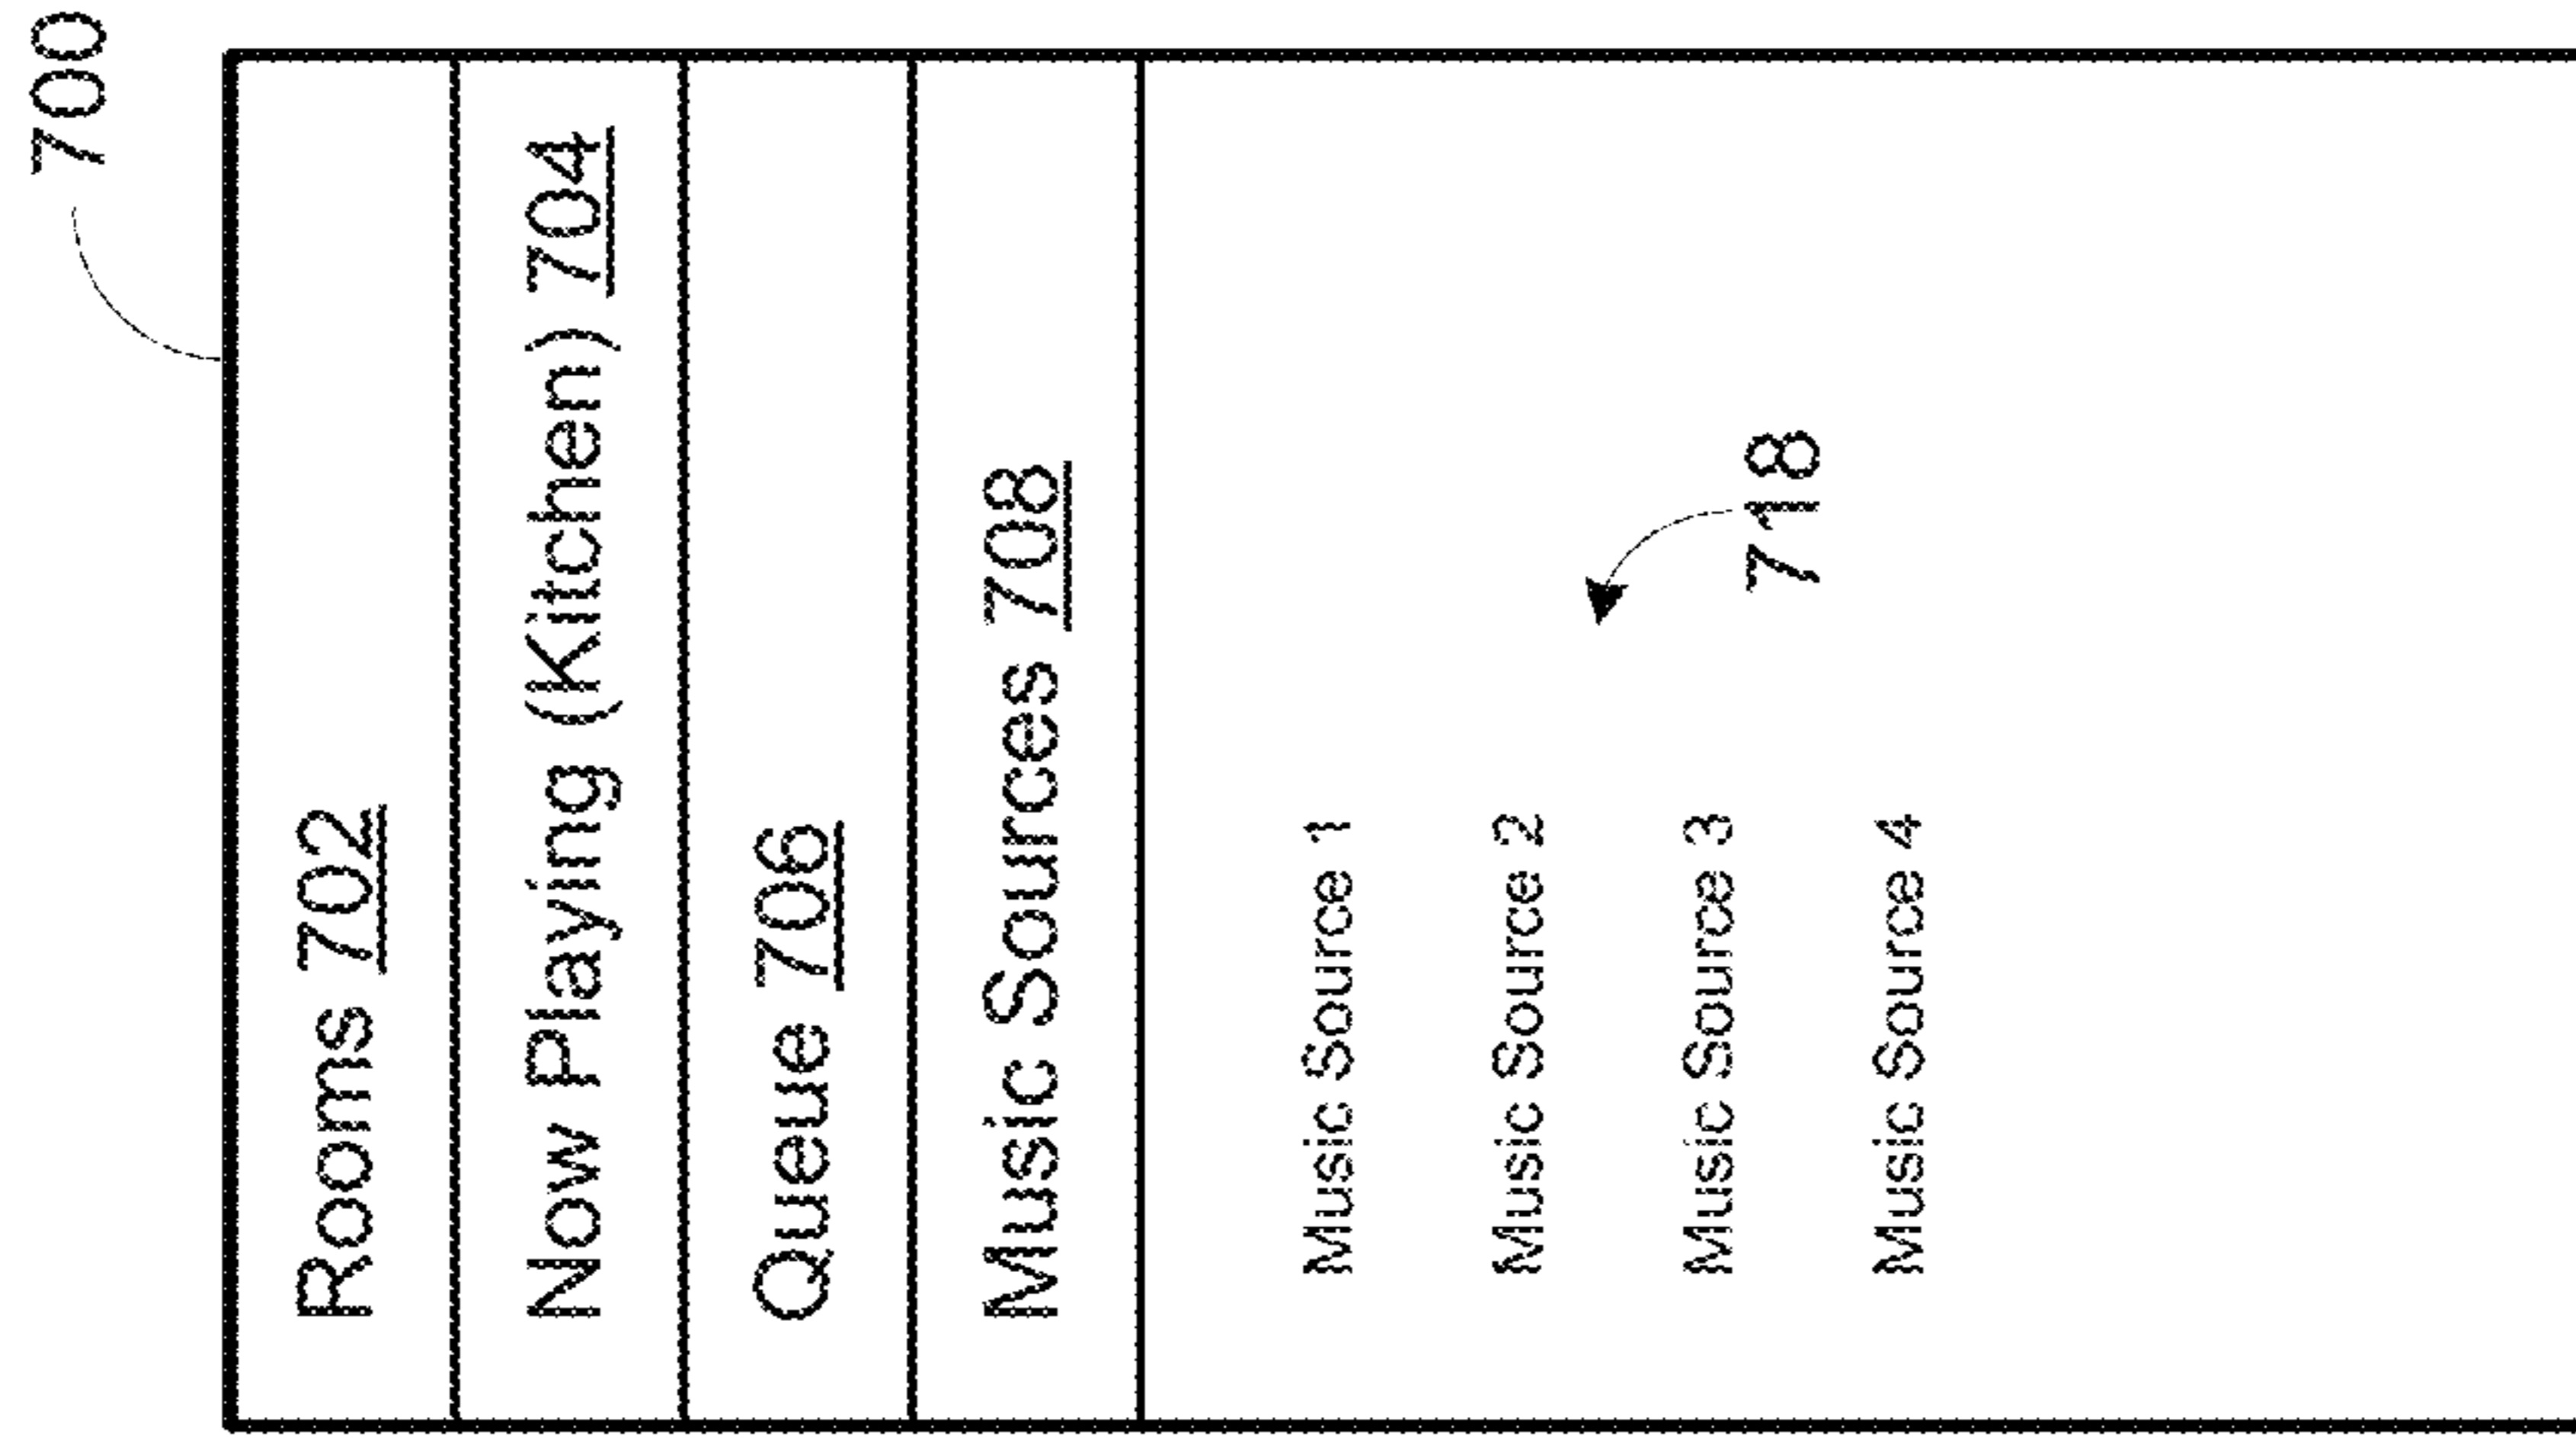 700
Rooms 702
Now Playing (Kitchen) 704
Queue 706
Music Sources 708
Music Source 1
Music Source 2
718
Music Source 3
Music Source 4